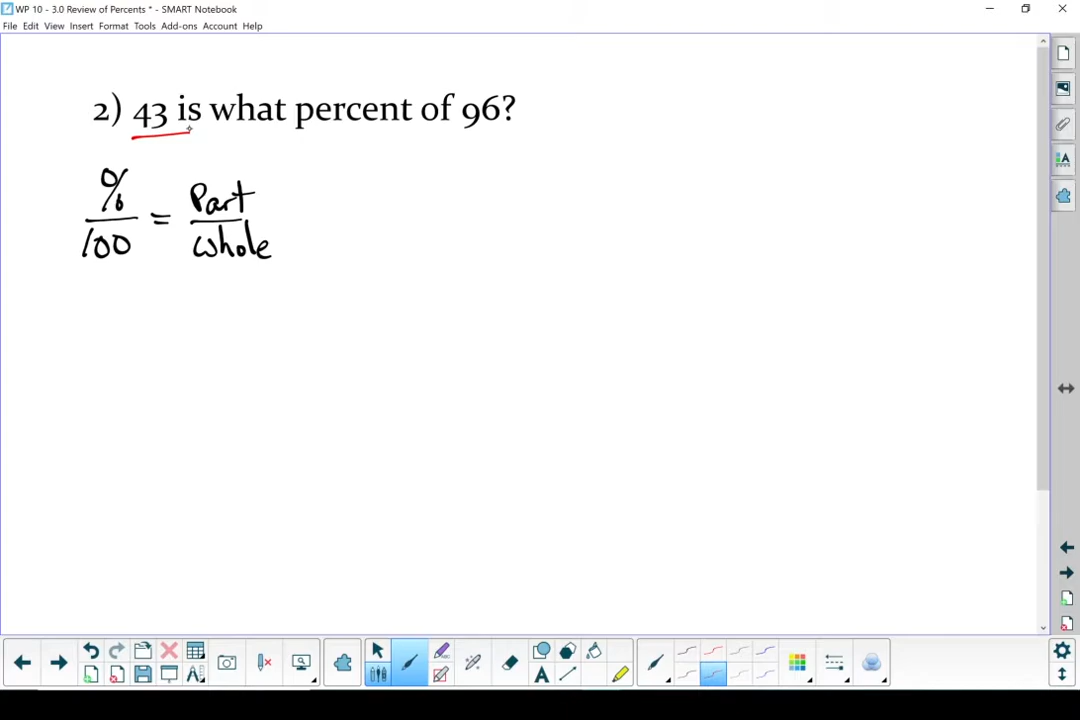 WP 10 - 3.0 Review of Percents * - SMART Notebook
File Edit View Insert Format Tools Add-ons Account Help
2) 43 is what percent of 96?
% = Part
100 whole